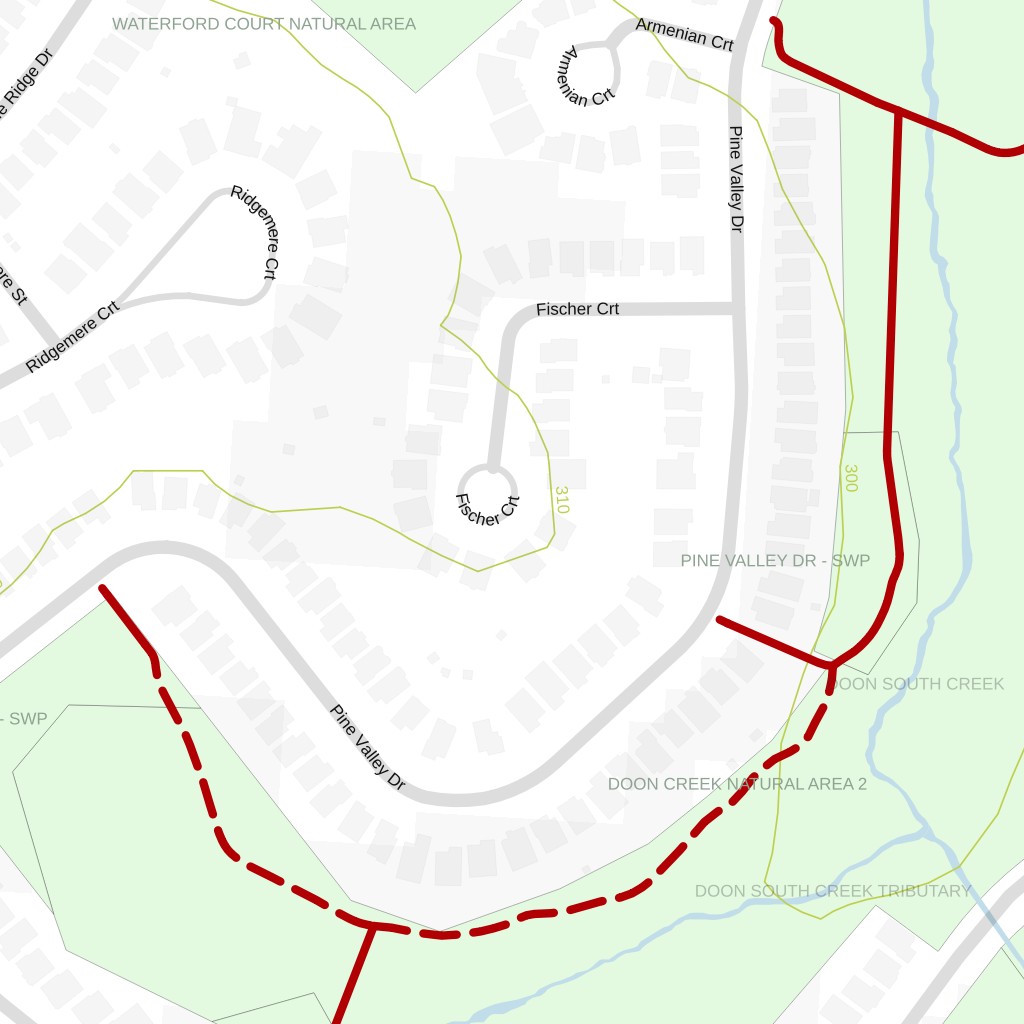 WATERFORD COURT NATURAL AREA
Armenian Crt
Armenian Crt
e Ridge Dr
Pine Valley Dr
Ridgemere Crt
ere St
Fischer Crt
Ridgemere Crt
300
310
Fischer Crt
PINE VALLEY DR - SWP
DOON SOUTH CREEK
- SWP
Pine Valley Dr
DOON CREEK NATURAL AREA 2
DOON SOUTH CREEK TRIBUTARY